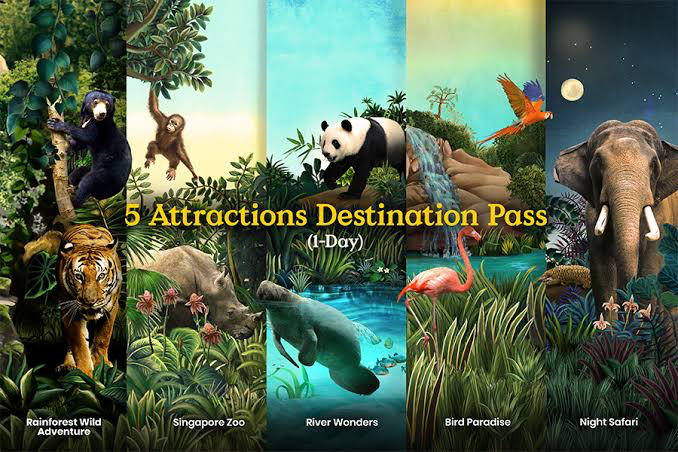 5 Attractions Destination Pass
(1-Day)
Rainforest Wild
Adventure
Singapore Zoo
River Wonders
Bird Paradise
Night Safari